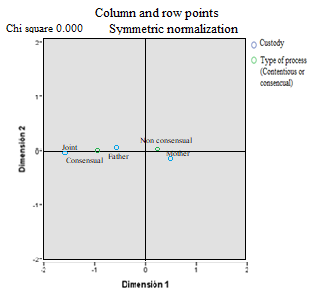 Column and row points
Chi square 0.000
Symmetric normalization
Custody
Type of process
(Contentious or
consencual)
Dimensión 2
2
1
0
-1
-2
Joint
Consensual
Father
Non consensual
Mother
-2
-1
0
1
2
Dimensión 1